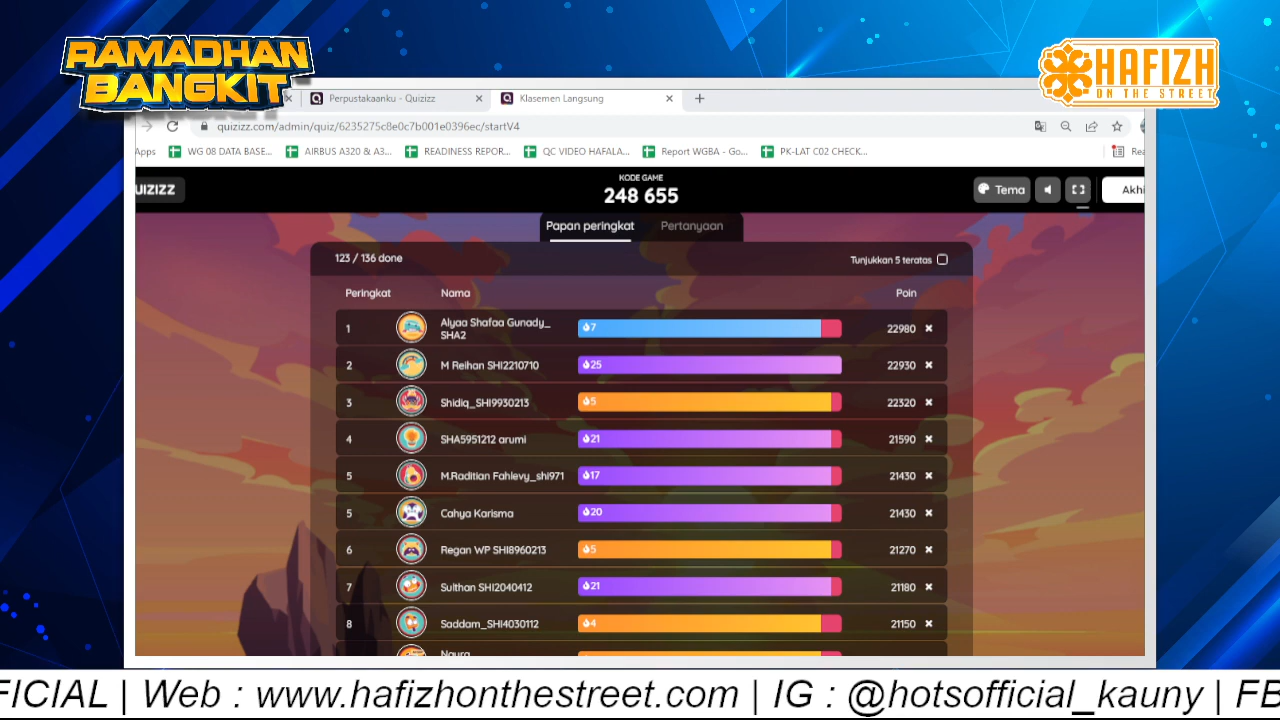 RAMADHAN
BANGKIT
HAFIZH
ON THE STREET
Perpustakaanku - Quizizz
Klasemen Langsung
quizizz.com/admin/quiz/6235275c8e0c7b001e0396ec/startV4
Apps
WG 08 DATA BASE...
AIRBUS A320 & A3...
READINESS REPOR...
QC VIDEO HAFALA...
Report WGBA - Go...
PK-LAT C02 CHECK...
Rea
UIZIZZ
KODE GAME
248 655
Tema
Akhi
Papan peringkat
Pertanyaan
123 / 136 done
Tunjukkan 5 teratas
Peringkat Nama Poin
1 Alyaa Shafaa Gunady_
SHA2 7 22980
2 M Reihan SHI2210710 25 22930
3 Shidiq_SHI9930213 5 22320
4 SHA5951212 arumi 21 21590
5 M.Raditian Fahlevy_shi971 17 21430
5 Cahya Karisma 20 21430
6 Regan WP SHI8960213 5 21270
7 Sulthan SHI2040412 21 21180
8 Saddam_SHI4030112 4 21150
Naura
FICIAL | Web : www.hafizhonthestreet.com | IG : @hotsofficial_kauny | FB